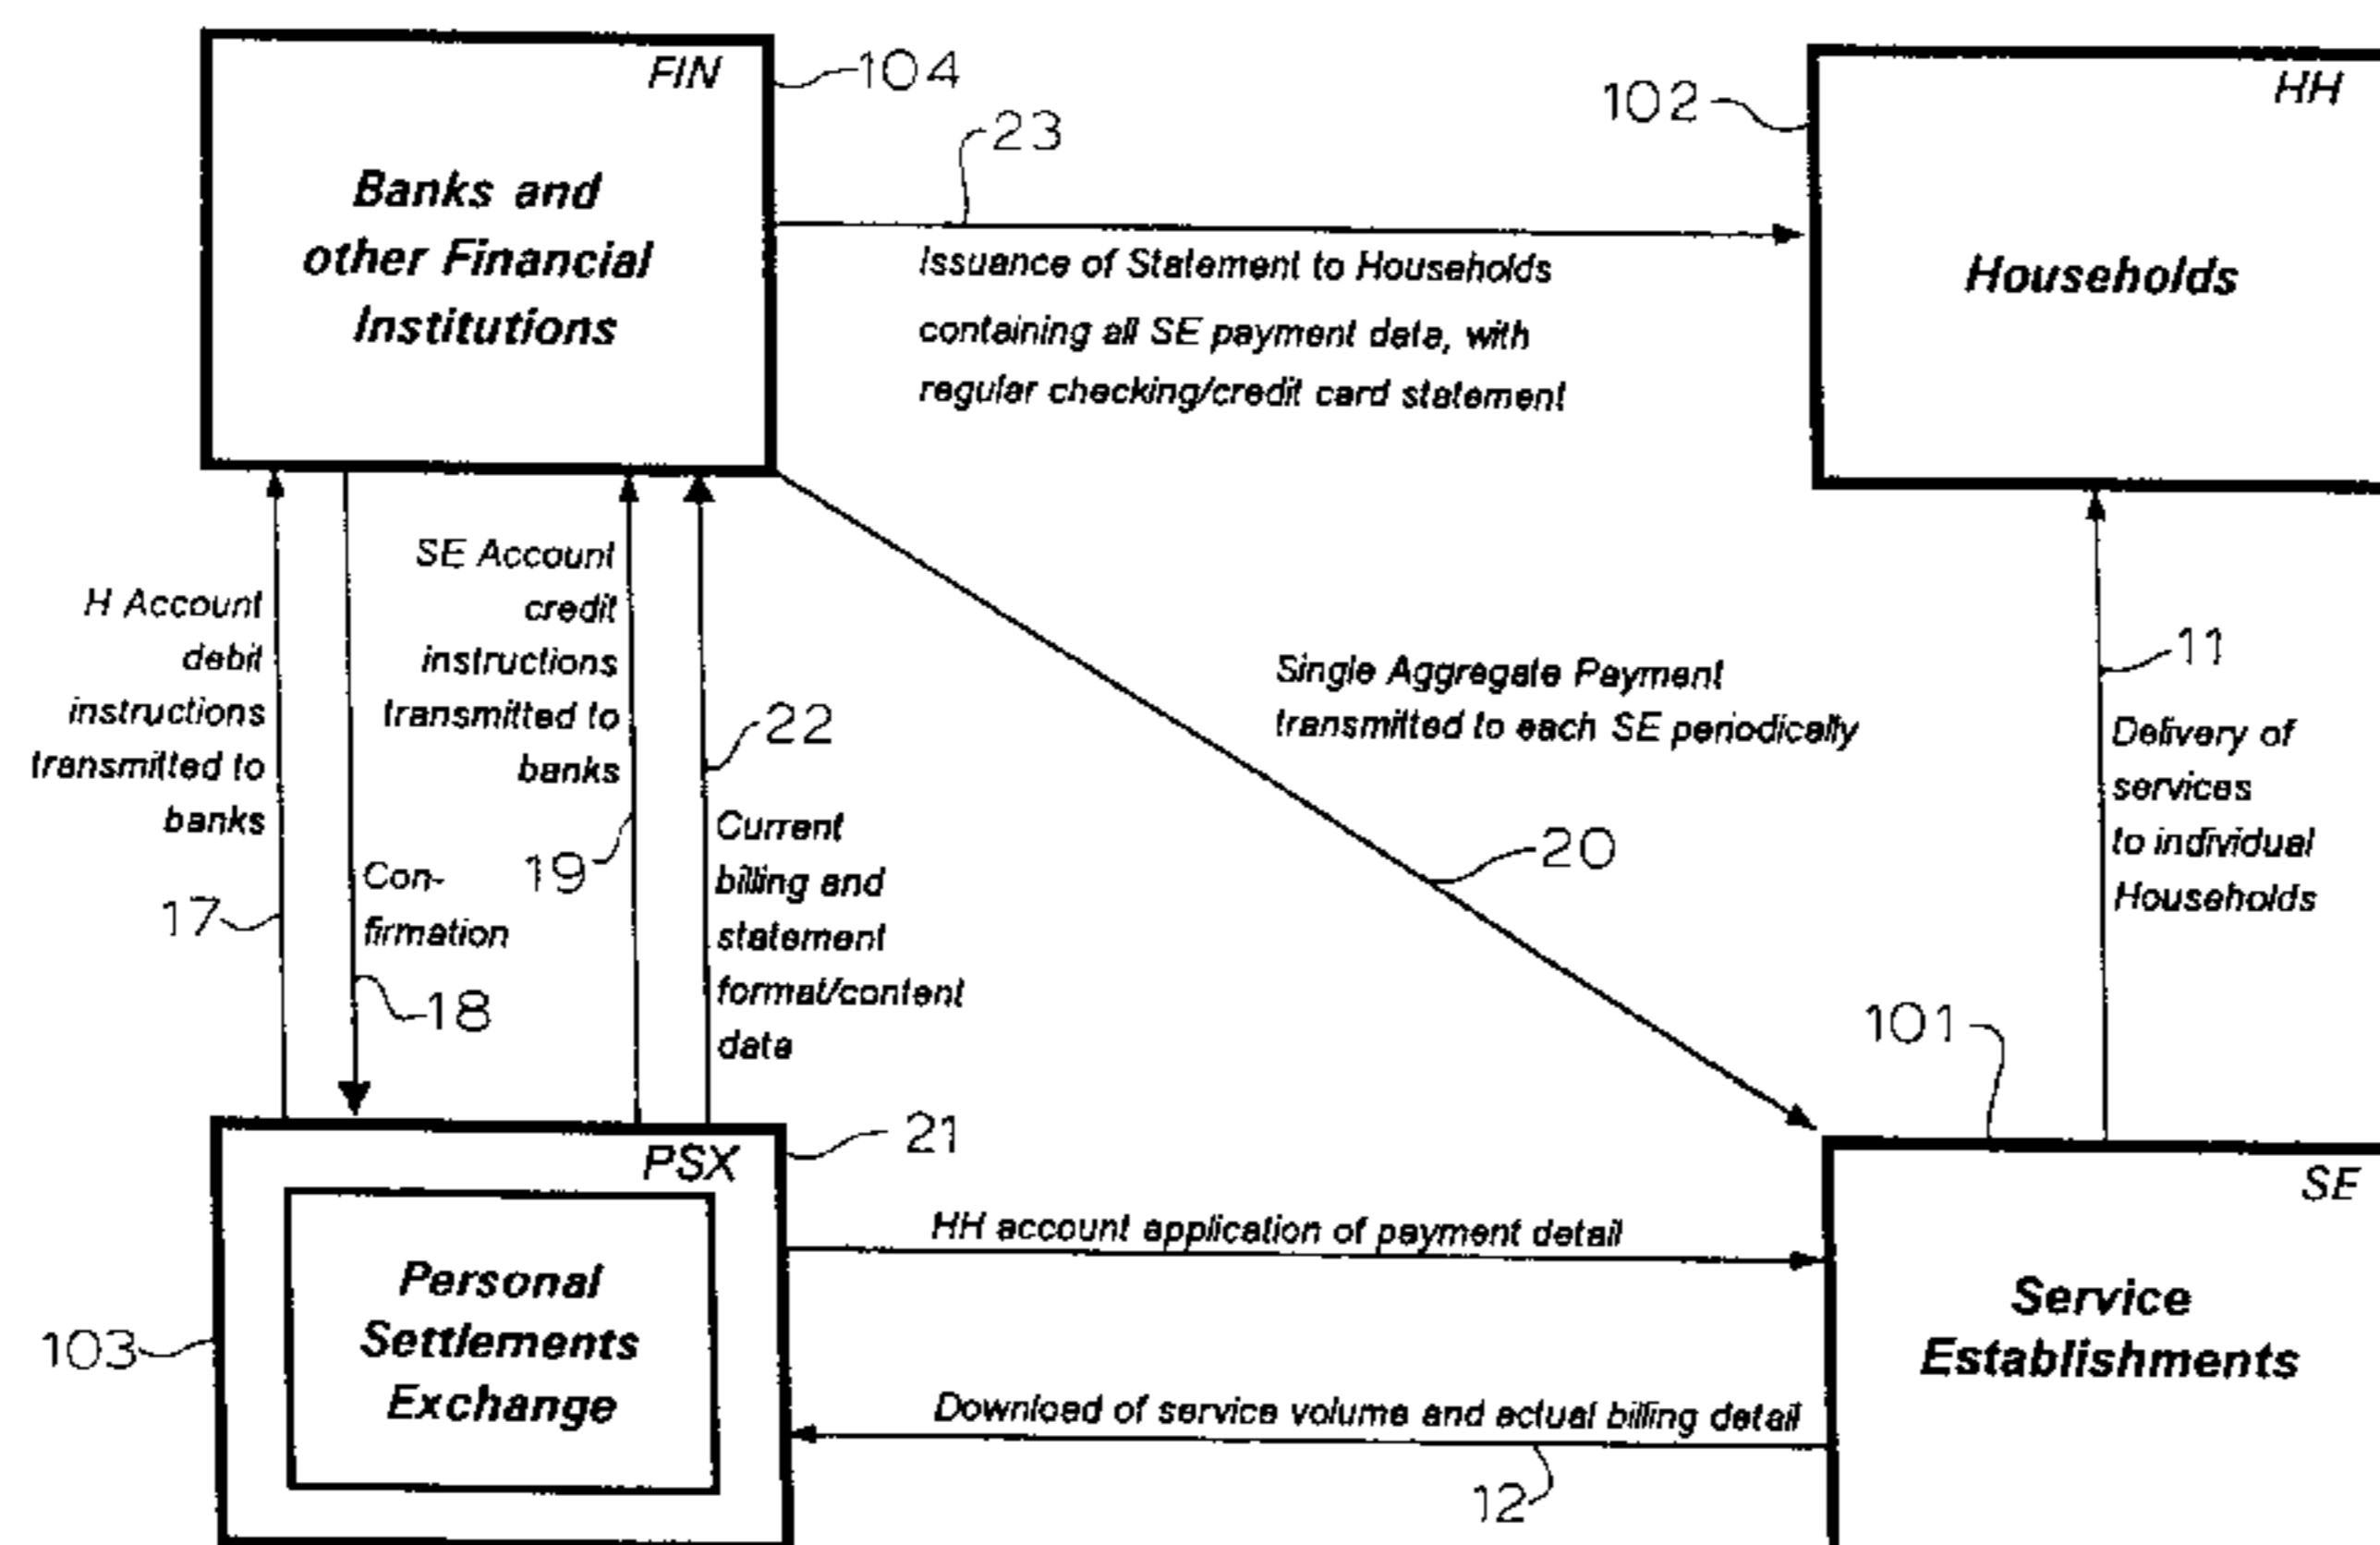 FIN
104
Banks and
other Financial
Institutions
23
Issuance of Statement to Households
containing all SE payment data, with
regular checking/credit card statement
102
HH
Households
H Account
debit
instructions
transmitted to
banks
17
Con-
firmation
18
SE Account
credit
instructions
transmitted to
banks
19
22
Current
billing and
statement
format/content
data
Single Aggregate Payment
transmitted to each SE periodically
20
11
Delivery of
services
to individual
Households
101
PSX
21
Personal
Settlements
Exchange
103
HH account application of payment detail
Download of service volume and actual billing detail
12
SE
Service
Establishments